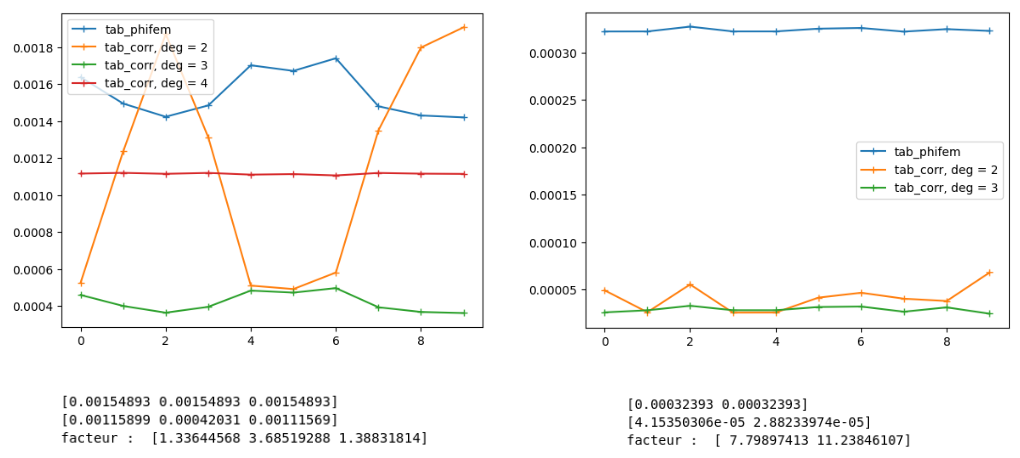 tab_phifem
tab_corr, deg = 2
tab_corr, deg = 3
tab_corr, deg = 4
0.0018
0.0016
0.0014
0.0012
0.0010
0.0008
0.0006
0.0004
0 2 4 6 8
[0.00154893 0.00154893 0.00154893]
[0.00115899 0.00042031 0.00111569]
facteur : [1.33644568 3.68519288 1.38831814]
0.00030
0.00025
0.00020
0.00015
0.00010
0.00005
tab_phifem
tab_corr, deg = 2
tab_corr, deg = 3
0 2 4 6 8
[0.00032393 0.00032393]
[4.15350306e-05 2.88233974e-05]
facteur : [ 7.79897413 11.23846107]